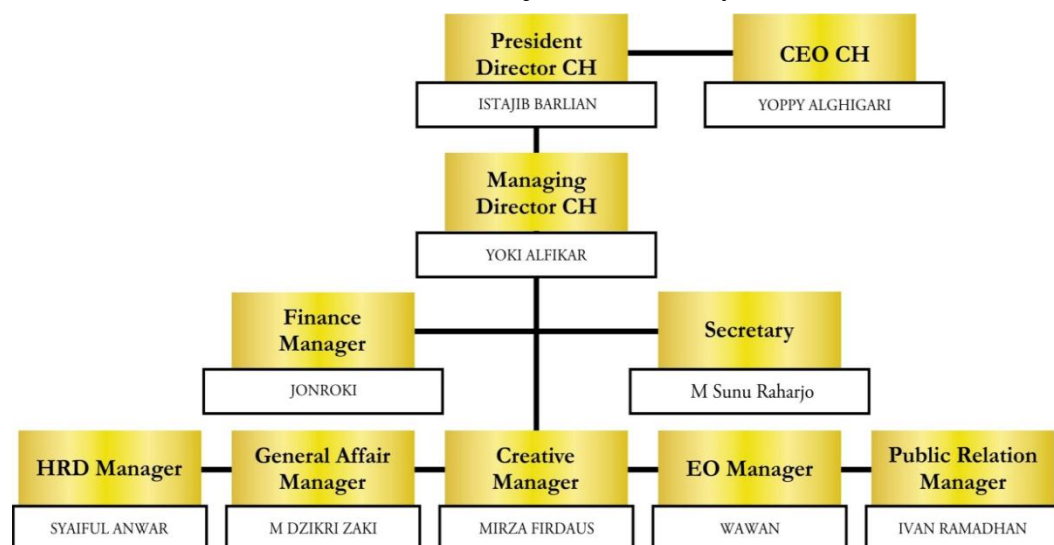 President
Director CH
ISTAJIB BARLIAN
CEO CH
YOPPY ALGHIGARI
Managing
Director CH
YOKI ALFIKAR
Finance
Manager
JONROKI
Secretary
M Sunu Raharjo
HRD Manager
SYAIFUL ANWAR
General Affair
Manager
M DZIKRI ZAKI
Creative
Manager
MIRZA FIRDAUS
EO Manager
WAWAN
Public Relation
Manager
IVAN RAMADHAN